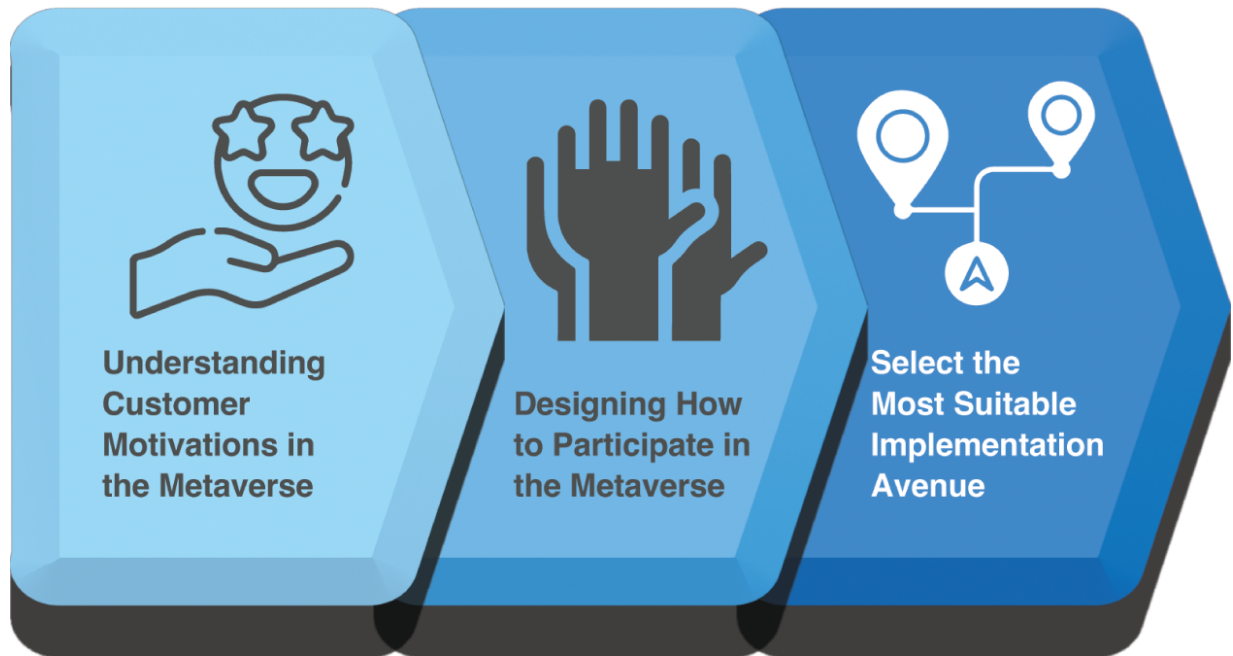 Understanding
Customer
Motivations in
the Metaverse
Designing How
to Participate in
the Metaverse
Select the
Most Suitable
Implementation
Avenue